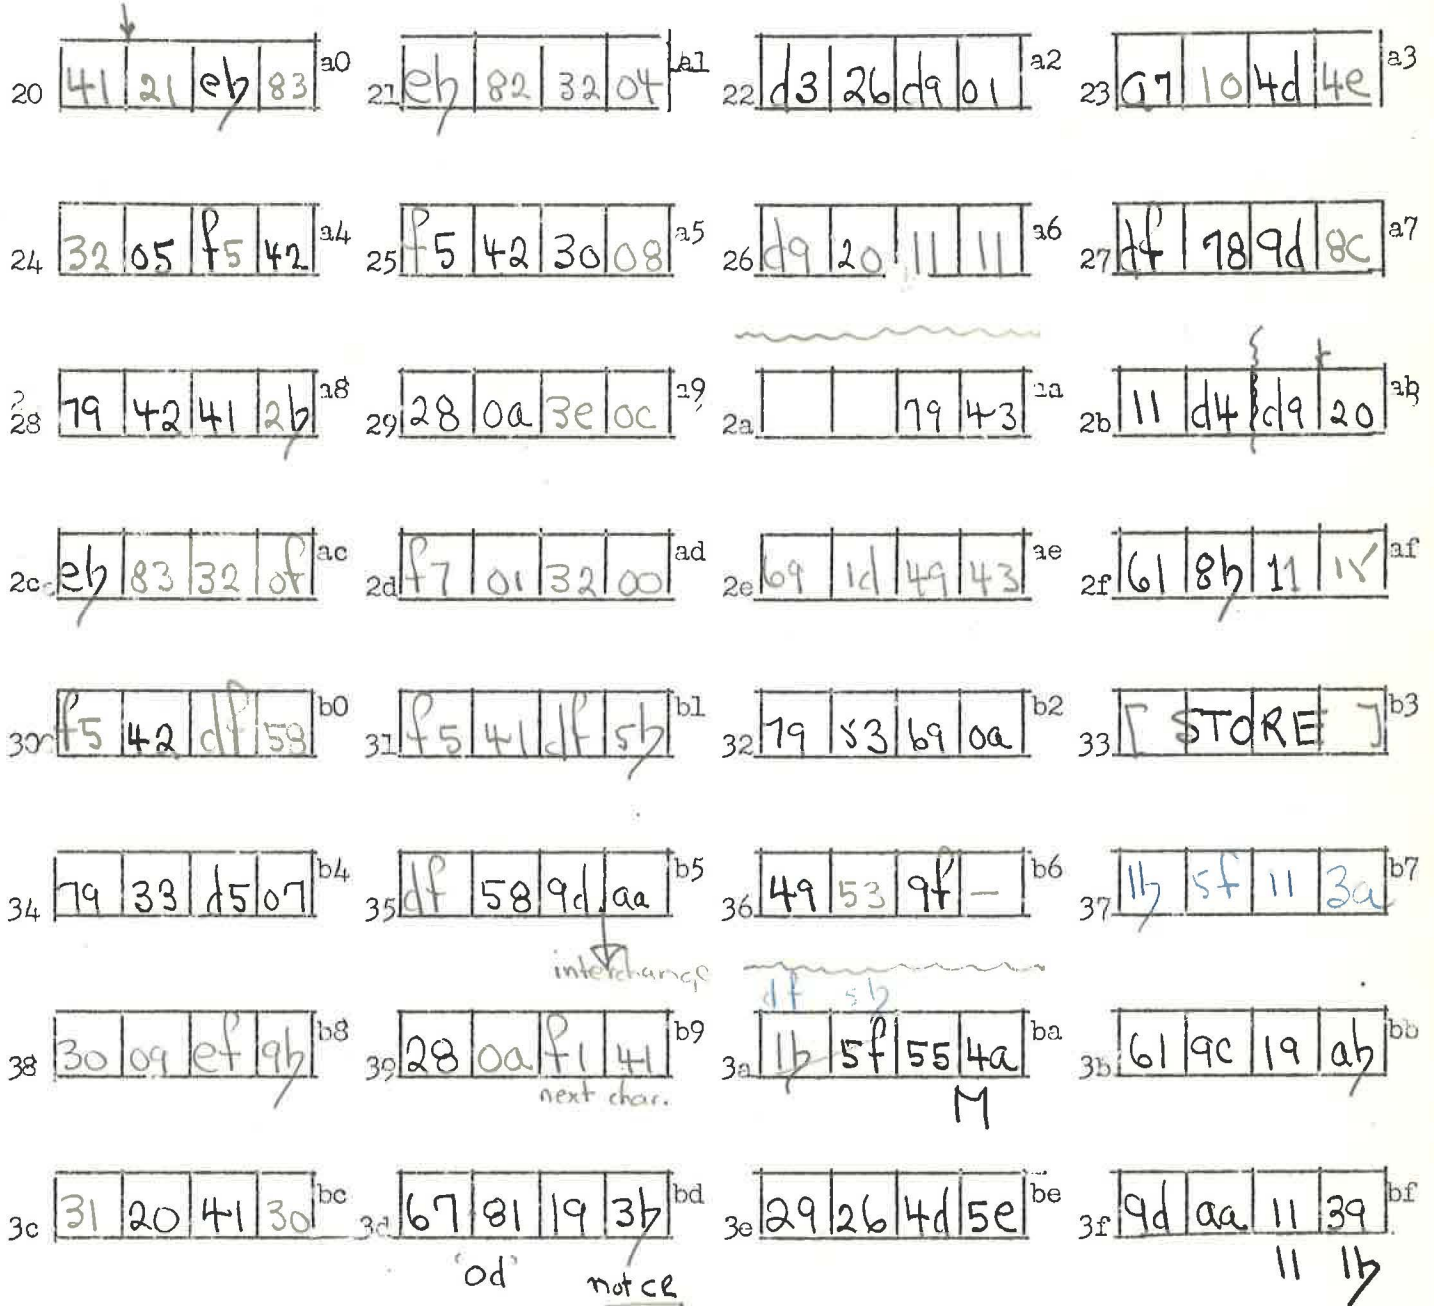 20 41 21 eb 83 a0 21 eb 82 32 04 a1 22 d3 26 d9 01 a2 23 a7 10 4d 4e a3
24 32 05 f5 42 a4 25 f5 42 30 08 a5 26 d9 20 11 11 a6 27 df 78 9d 8c a7
?
28 79 42 41 2b a8 29 28 0a 3e 0c a9 2a 79 43 aa 2b 11 d4 d9 20 ab
2c eb 83 32 0f ac 2d f7 01 32 00 ad 2e 69 1d 49 43 ae 2f 61 8b 11 af
30 f5 42 df 58 b0 31 f5 41 df 5b b1 32 79 53 b9 0a b2 33 [ STORE ] b3
34 79 33 d5 07 b4 35 df 58 9d aa b5 36 49 53 9f — b6 37 1b 5f 11 3a b7
interchange
df 5b
38 30 09 ef 9b b8 39 28 0a f1 41 b9 3a 1b 5f 55 4a ba 3b 61 9c 19 ab bb
next char. M
3c 31 20 41 30 bc 3d 67 81 19 3b bd 3e 29 26 4d 5e be 3f 9d aa 11 39 bf
'0d' not CR 11 1b